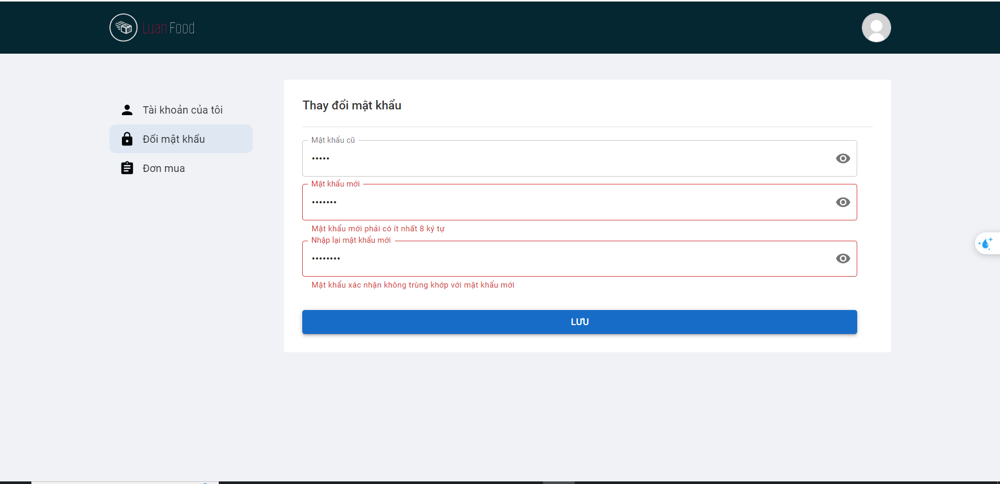 Luan Food
Tài khoản của tôi
Đổi mật khẩu
Đơn mua
Thay đổi mật khẩu
Mật khẩu cũ
•••••
Mật khẩu mới
•••••••
Mật khẩu mới phải có ít nhất 8 ký tự
Nhập lại mật khẩu mới
••••••••
Mật khẩu xác nhận không trùng khớp với mật khẩu mới
LƯU